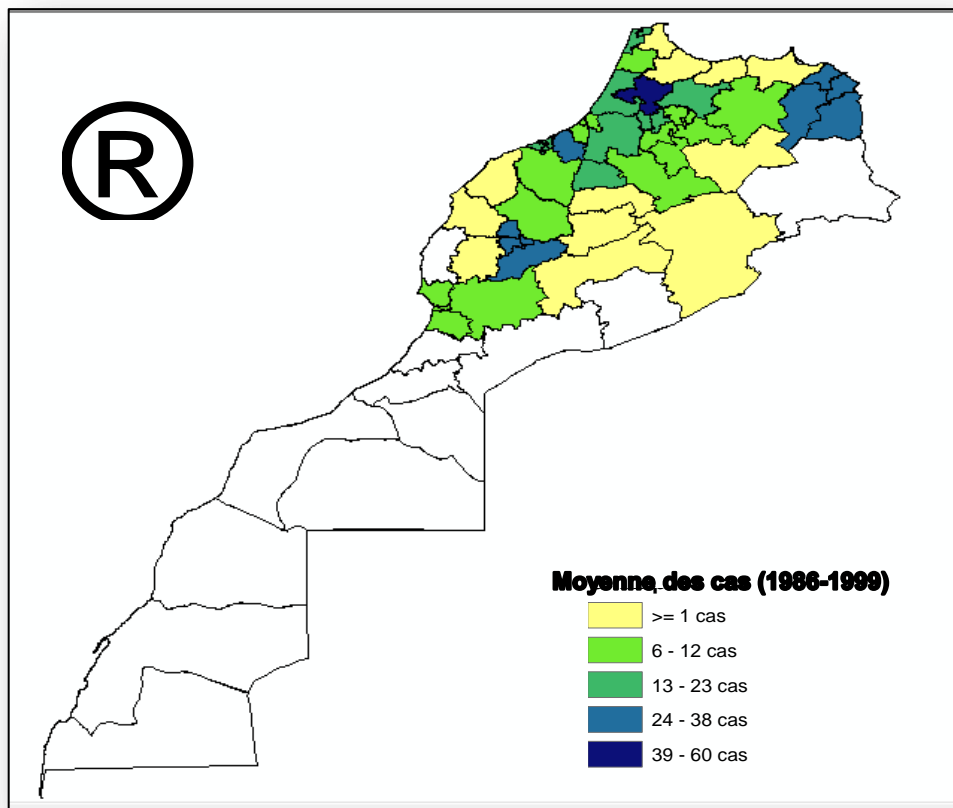 ®
Moyenne des cas (1986-1999)
>= 1 cas
6 - 12 cas
13 - 23 cas
24 - 38 cas
39 - 60 cas